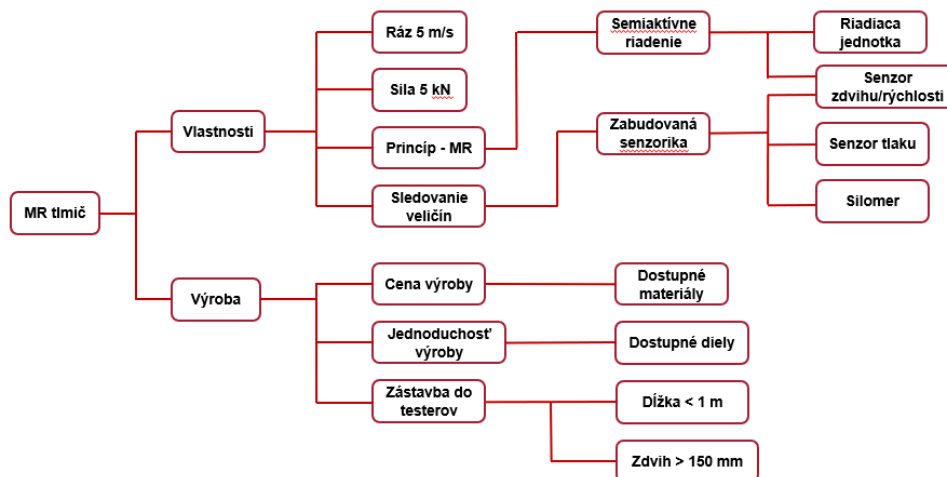 MR tlmič
Vlastnosti
Výroba
Ráz 5 m/s
Sila 5 kN
Princíp - MR
Sledovanie
veličín
Semiaktívne
riadenie
Zabudovaná
senzorika
Riadiaca
jednotka
Senzor
zdvihu/rýchlosti
Senzor tlaku
Silomer
Cena výroby
Jednoduchosť
výroby
Zástavba do
testerov
Dostupné
materiály
Dostupné diely
Dĺžka < 1 m
Zdvih > 150 mm